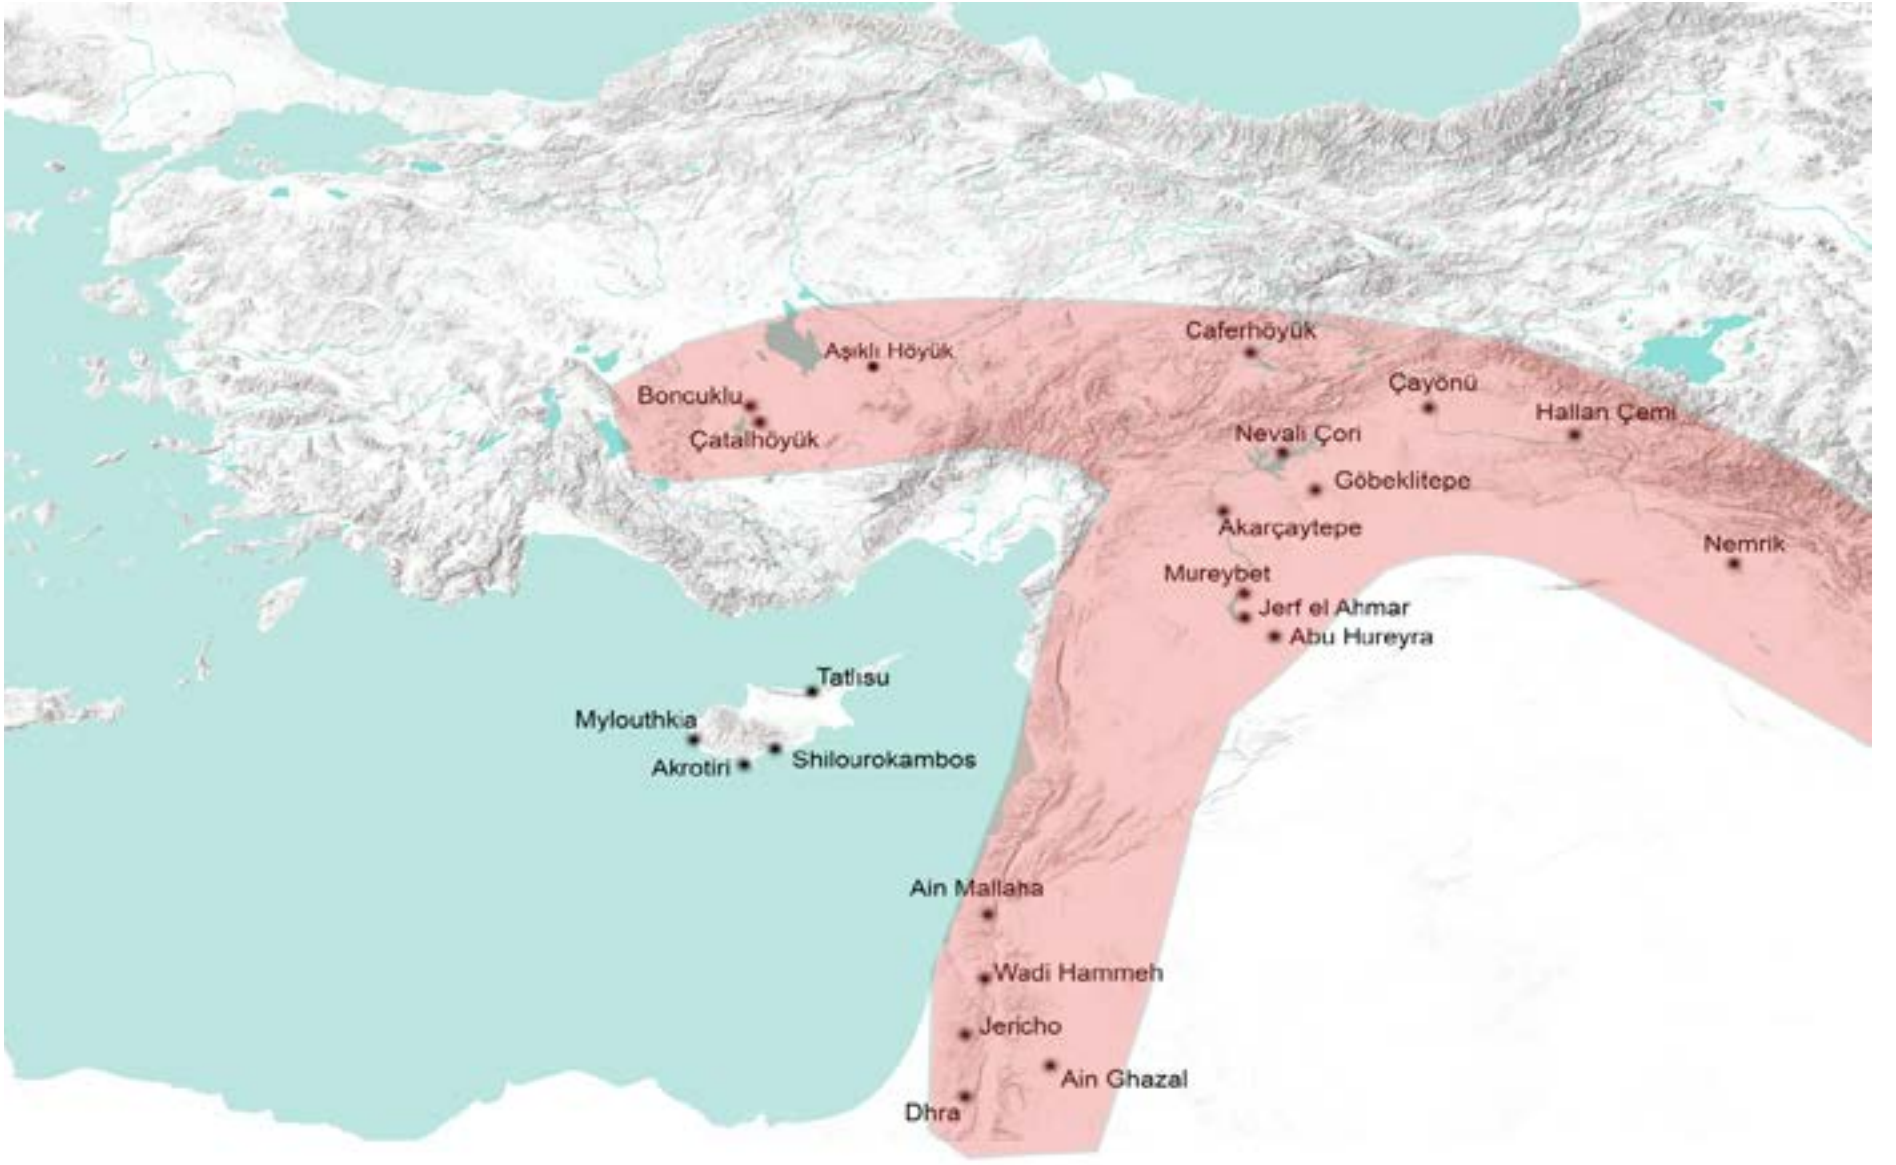 Caferhöyük
Aşıklı Höyük
Çayönü
Boncuklu
Hallan Çemi
Çatalhöyük
Nevali Çori
Göbeklitepe
Akarçaytepe
Nemrik
Mureybet
Jerf el Ahmar
Abu Hureyra
Tatlısu
Mylouthkia
Shilourokambos
Akrotiri
Ain Mallaha
Wadi Hammeh
Jericho
Ain Ghazal
Dhra